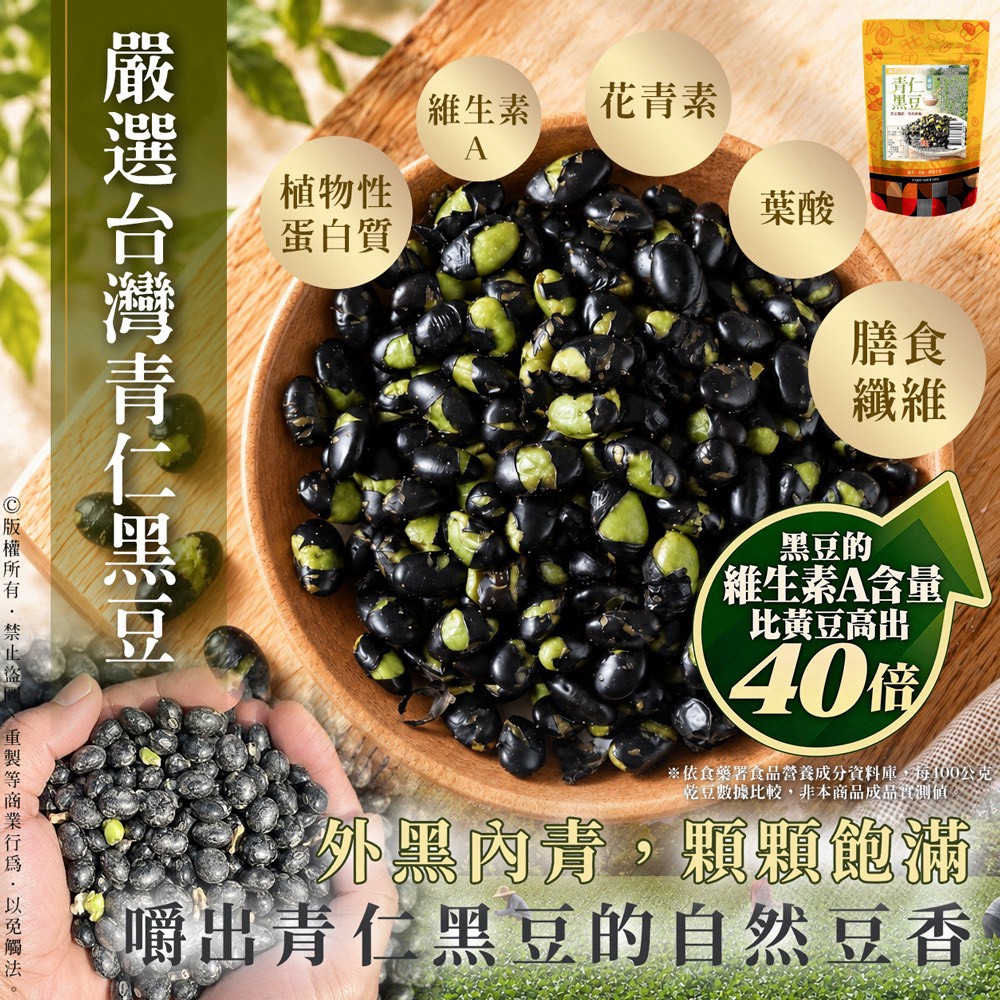 嚴選台灣青仁黑豆
植物性
蛋白質
維生素
A
花青素
葉酸
膳食
纖維
青仁
黑豆
黑豆的
維生素A含量
比黃豆高出
40倍
※依食藥署食品營養成分資料庫,每100公克
乾豆數據比較,非本商品成品實測值。
外黑內青,顆顆飽滿
嚼出青仁黑豆的自然豆香
©版權所有.禁止盜圖、重製等商業行為.以免觸法。